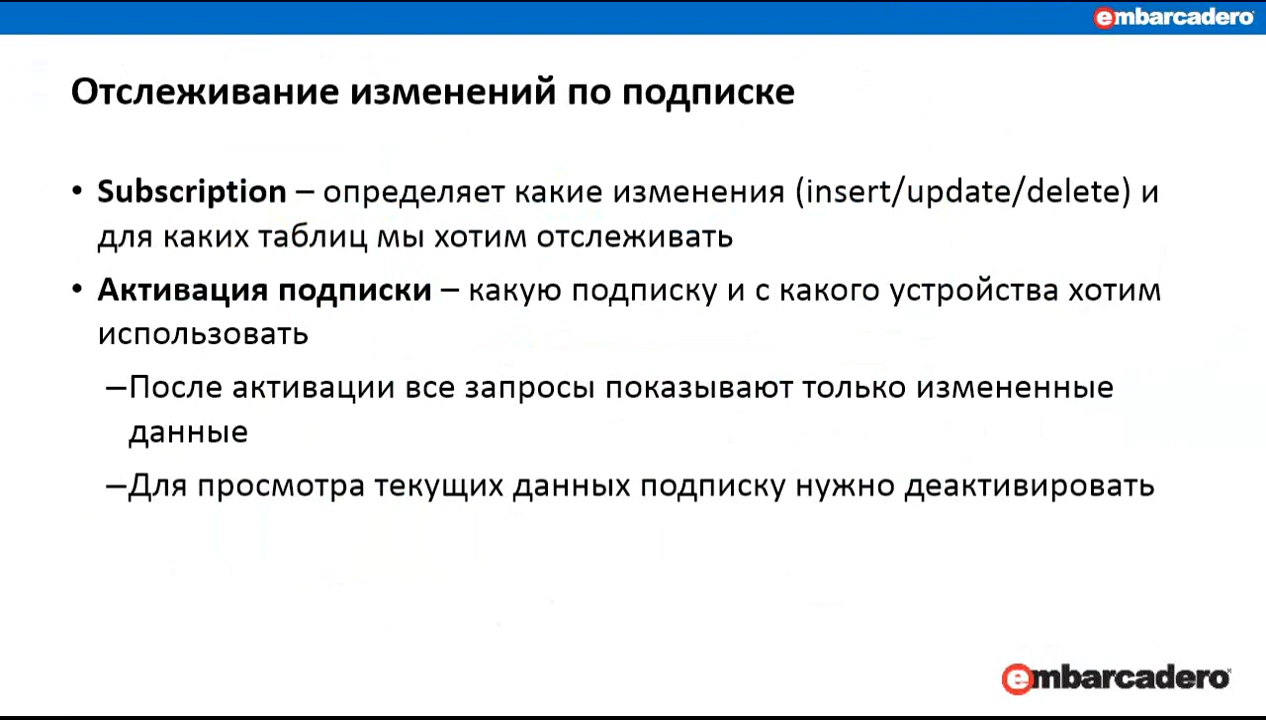 embarcadero
Отслеживание изменений по подписке
• Subscription – определяет какие изменения (insert/update/delete) и
для каких таблиц мы хотим отслеживать
• Активация подписки – какую подписку и с какого устройства хотим
использовать
–После активации все запросы показывают только измененные
данные
–Для просмотра текущих данных подписку нужно деактивировать
embarcadero